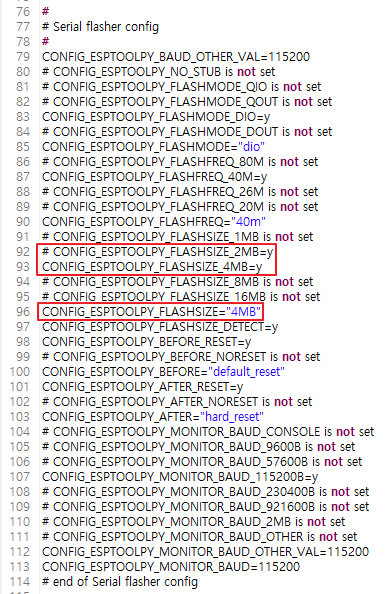 76 #
77 # Serial flasher config
78 #
79 CONFIG_ESPTOOLPY_BAUD_OTHER_VAL=115200
80 # CONFIG_ESPTOOLPY_NO_STUB is not set
81 # CONFIG_ESPTOOLPY_FLASHMODE_QIO is not set
82 # CONFIG_ESPTOOLPY_FLASHMODE_QOUT is not set
83 CONFIG_ESPTOOLPY_FLASHMODE_DIO=y
84 # CONFIG_ESPTOOLPY_FLASHMODE_DOUT is not set
85 CONFIG_ESPTOOLPY_FLASHMODE="dio"
86 # CONFIG_ESPTOOLPY_FLASHFREQ_80M is not set
87 CONFIG_ESPTOOLPY_FLASHFREQ_40M=y
88 # CONFIG_ESPTOOLPY_FLASHFREQ_26M is not set
89 # CONFIG_ESPTOOLPY_FLASHFREQ_20M is not set
90 CONFIG_ESPTOOLPY_FLASHFREQ="40m"
91 # CONFIG_ESPTOOLPY_FLASHSIZE_1MB is not set
92 # CONFIG_ESPTOOLPY_FLASHSIZE_2MB=y
93 CONFIG_ESPTOOLPY_FLASHSIZE_4MB=y
94 # CONFIG_ESPTOOLPY_FLASHSIZE_8MB is not set
95 # CONFIG_ESPTOOLPY_FLASHSIZE_16MB is not set
96 CONFIG_ESPTOOLPY_FLASHSIZE="4MB"
97 CONFIG_ESPTOOLPY_FLASHSIZE_DETECT=y
98 CONFIG_ESPTOOLPY_BEFORE_RESET=y
99 # CONFIG_ESPTOOLPY_BEFORE_NORESET is not set
100 CONFIG_ESPTOOLPY_BEFORE="default_reset"
101 CONFIG_ESPTOOLPY_AFTER_RESET=y
102 # CONFIG_ESPTOOLPY_AFTER_NORESET is not set
103 CONFIG_ESPTOOLPY_AFTER="hard_reset"
104 # CONFIG_ESPTOOLPY_MONITOR_BAUD_CONSOLE is not set
105 # CONFIG_ESPTOOLPY_MONITOR_BAUD_9600B is not set
106 # CONFIG_ESPTOOLPY_MONITOR_BAUD_57600B is not set
107 CONFIG_ESPTOOLPY_MONITOR_BAUD_115200B=y
108 # CONFIG_ESPTOOLPY_MONITOR_BAUD_230400B is not set
109 # CONFIG_ESPTOOLPY_MONITOR_BAUD_921600B is not set
110 # CONFIG_ESPTOOLPY_MONITOR_BAUD_2MB is not set
111 # CONFIG_ESPTOOLPY_MONITOR_BAUD_OTHER is not set
112 CONFIG_ESPTOOLPY_MONITOR_BAUD_OTHER_VAL=115200
113 CONFIG_ESPTOOLPY_MONITOR_BAUD=115200
114 # end of Serial flasher config